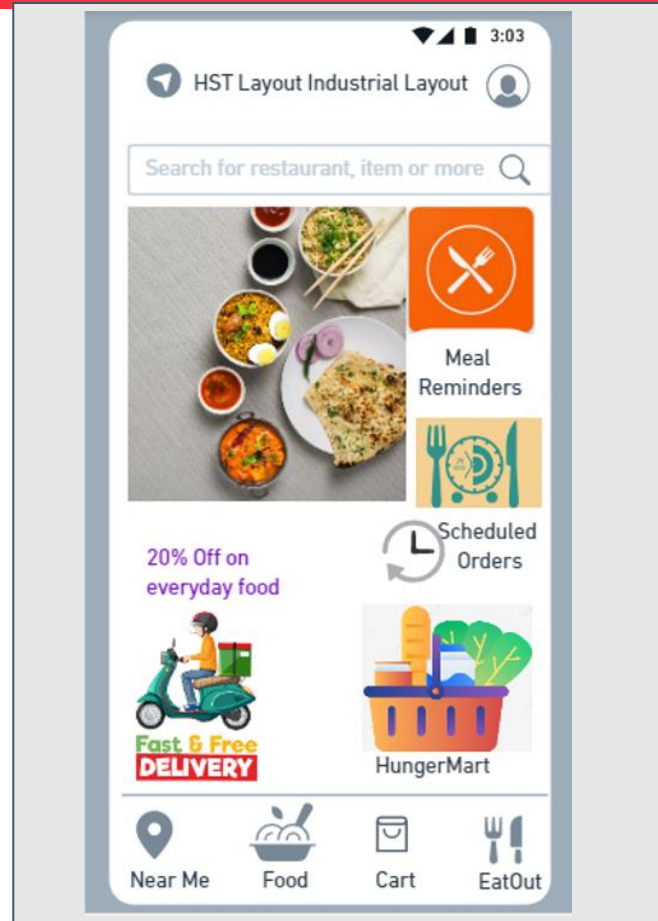 3:03
HST Layout Industrial Layout
Search for restaurant, item or more
Meal
Reminders
Scheduled
Orders
20% Off on
everyday food
Fast & Free
DELIVERY
HungerMart
Near Me
Food
Cart
EatOut